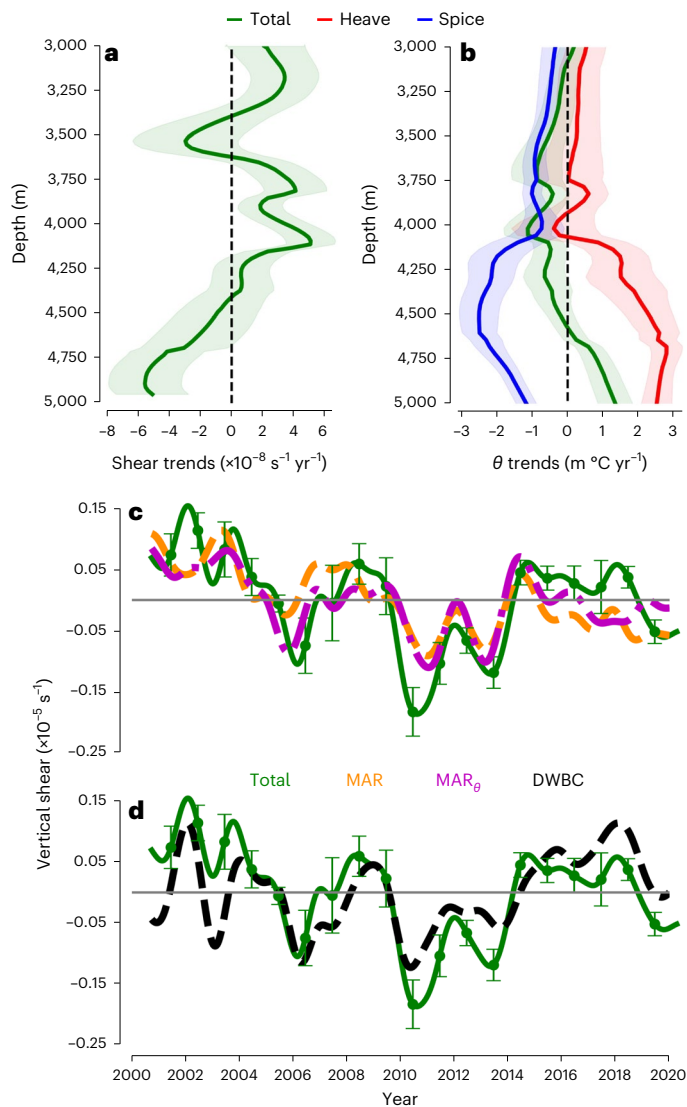 Total Heave Spice
a
3,000
3,250
3,500
3,750
4,000
4,250
4,500
4,750
5,000
Depth (m)
−8 −6 −4 −2 0 2 4 6
Shear trends (×10⁻⁸ s⁻¹ yr⁻¹)
b
3,000
3,250
3,500
3,750
4,000
4,250
4,500
4,750
5,000
Depth (m)
−3 −2 −1 0 1 2 3
θ trends (m °C yr⁻¹)
c
0.15
0.05
−0.05
−0.15
−0.25
Vertical shear (×10⁻⁵ s⁻¹)
Total MAR MARθ DWBC
d
0.15
0.05
−0.05
−0.15
−0.25
2000 2002 2004 2006 2008 2010 2012 2014 2016 2018 2020
Year